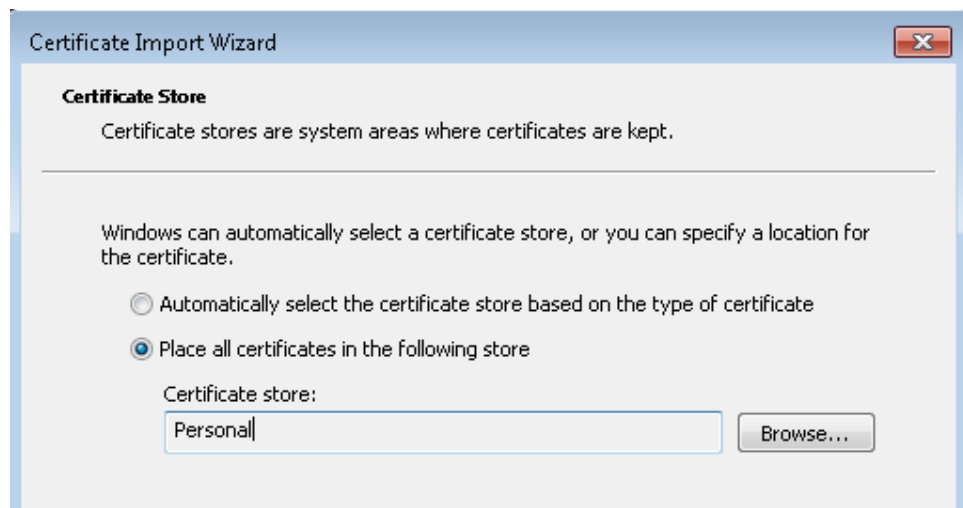 Certificate Import Wizard
Certificate Store
Certificate stores are system areas where certificates are kept.
Windows can automatically select a certificate store, or you can specify a location for
the certificate.
Automatically select the certificate store based on the type of certificate
Place all certificates in the following store
Certificate store:
Personal
Browse...